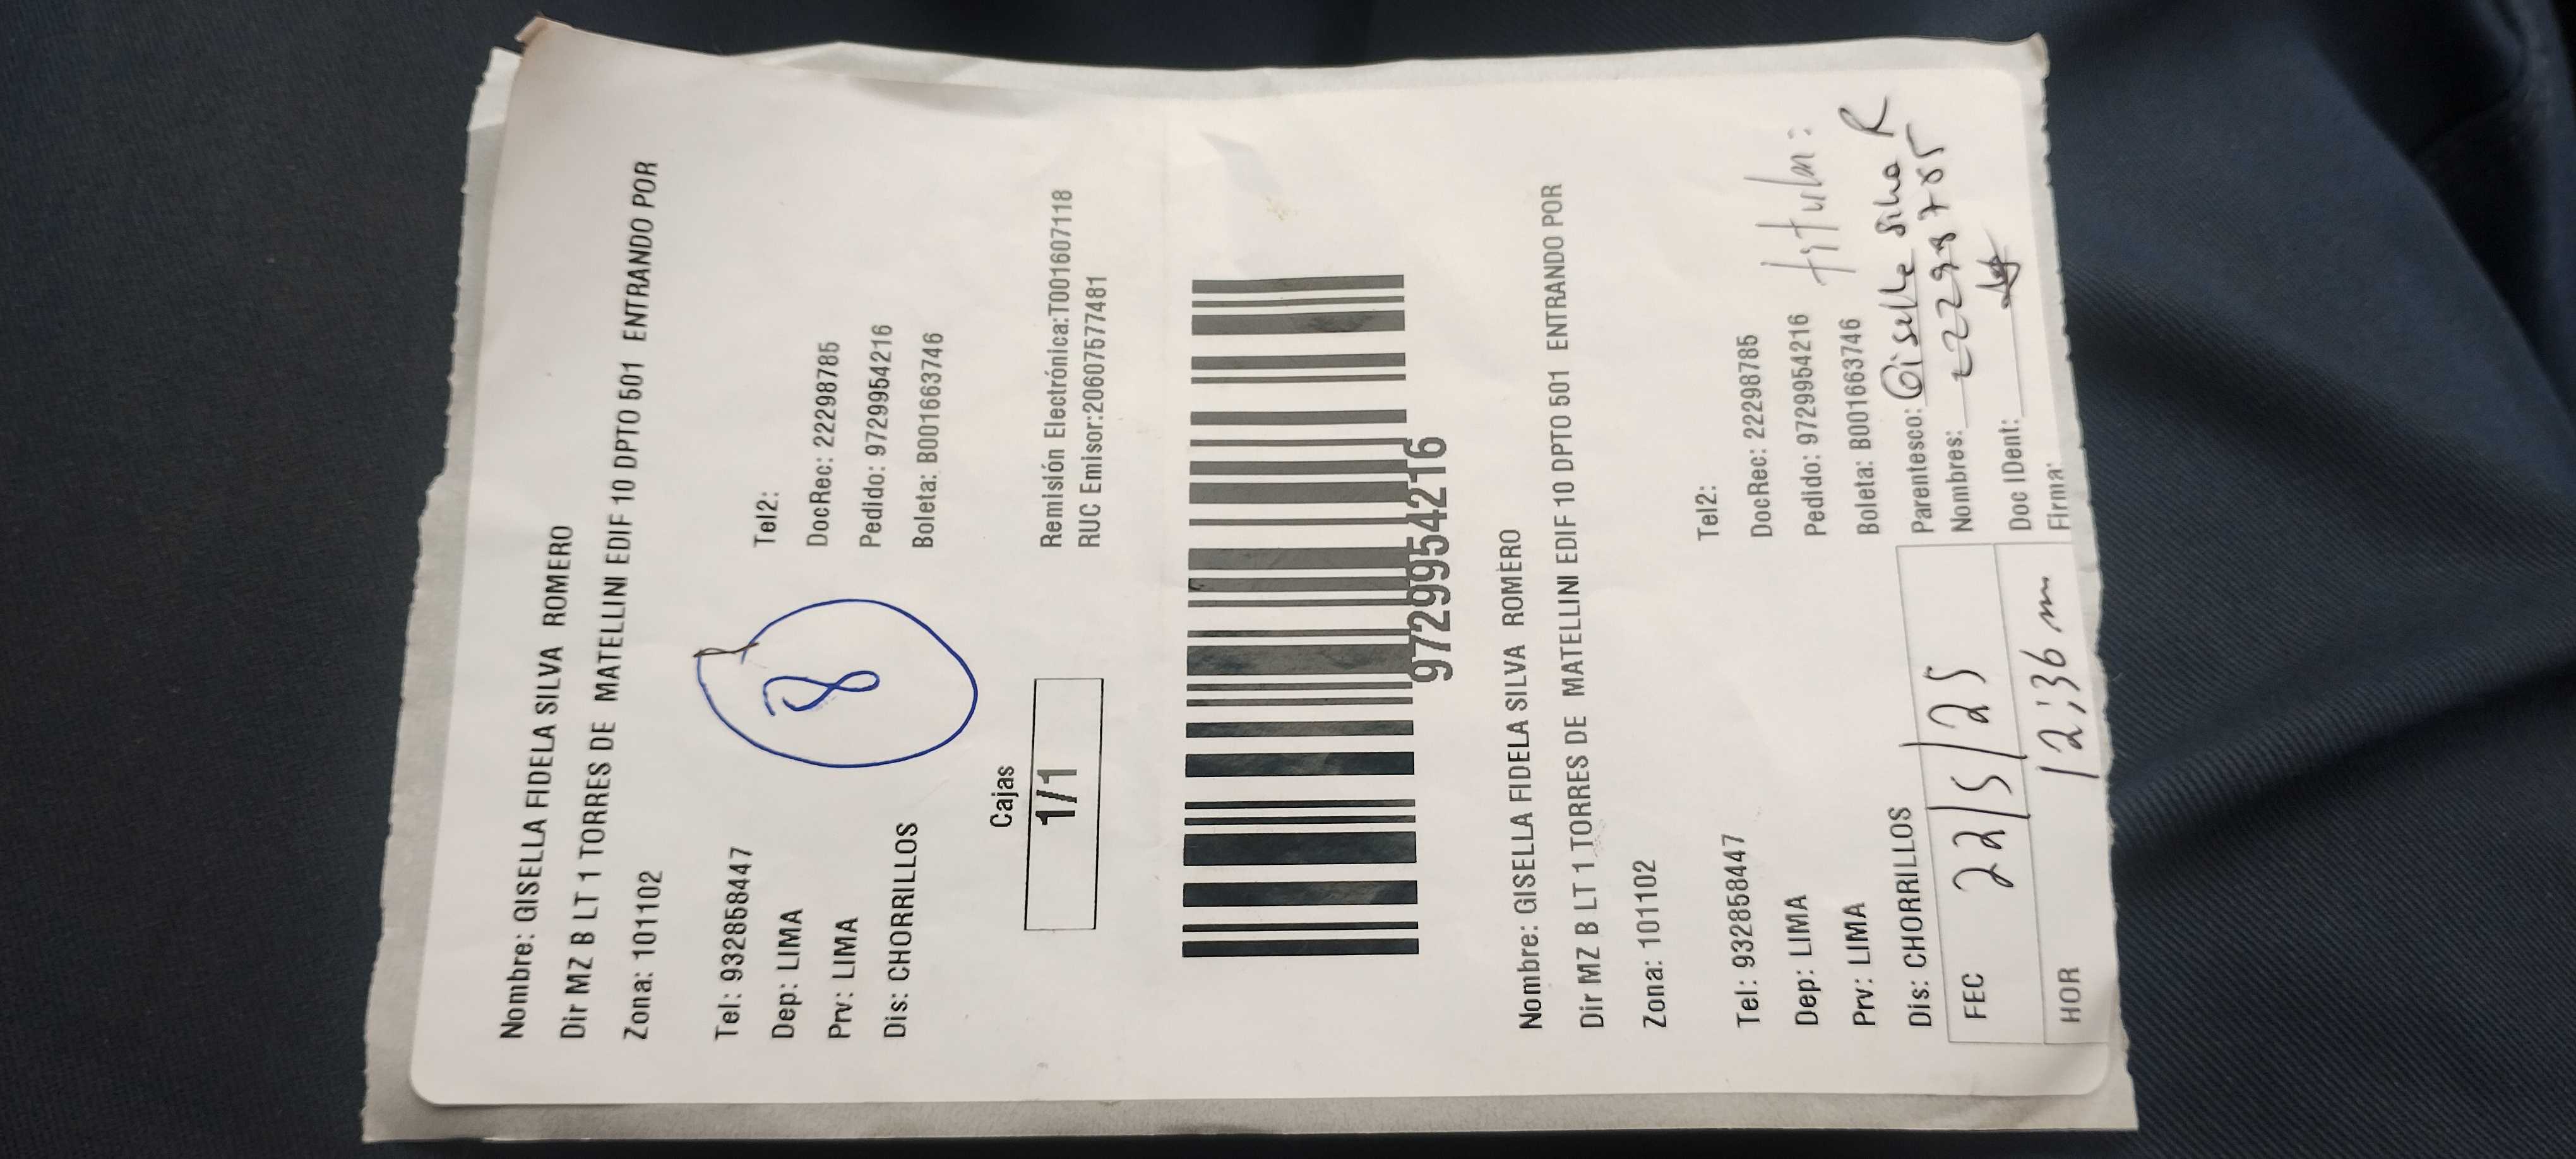 Nombre: GISELLA FIDELA SILVA ROMERO
Dir MZ B LT 1 TORRES DE MATELLINI EDIF 10 DPTO 501 ENTRANDO POR
Zona: 101102
Tel: 932858447 Tel2:
Dep: LIMA DocRec: 22298785
Prv: LIMA Pedido: 9729954216
Dis: CHORRILLOS Boleta: B001663746
8
Cajas
1/1
Remisión Electrónica:T001607118
RUC Emisor:20607577481
9729954216
Nombre: GISELLA FIDELA SILVA ROMERO
Dir MZ B LT 1 TORRES DE MATELLINI EDIF 10 DPTO 501 ENTRANDO POR
Zona: 101102
Tel: 932858447 Tel2:
Dep: LIMA DocRec: 22298785
Prv: LIMA Pedido: 9729954216
Dis: CHORRILLOS Boleta: B001663746
titular
FEC 22/5/25
HOR 12:36 m
Parentesco: Giselle Silva R
Nombres:
Doc IDent:
Firma: